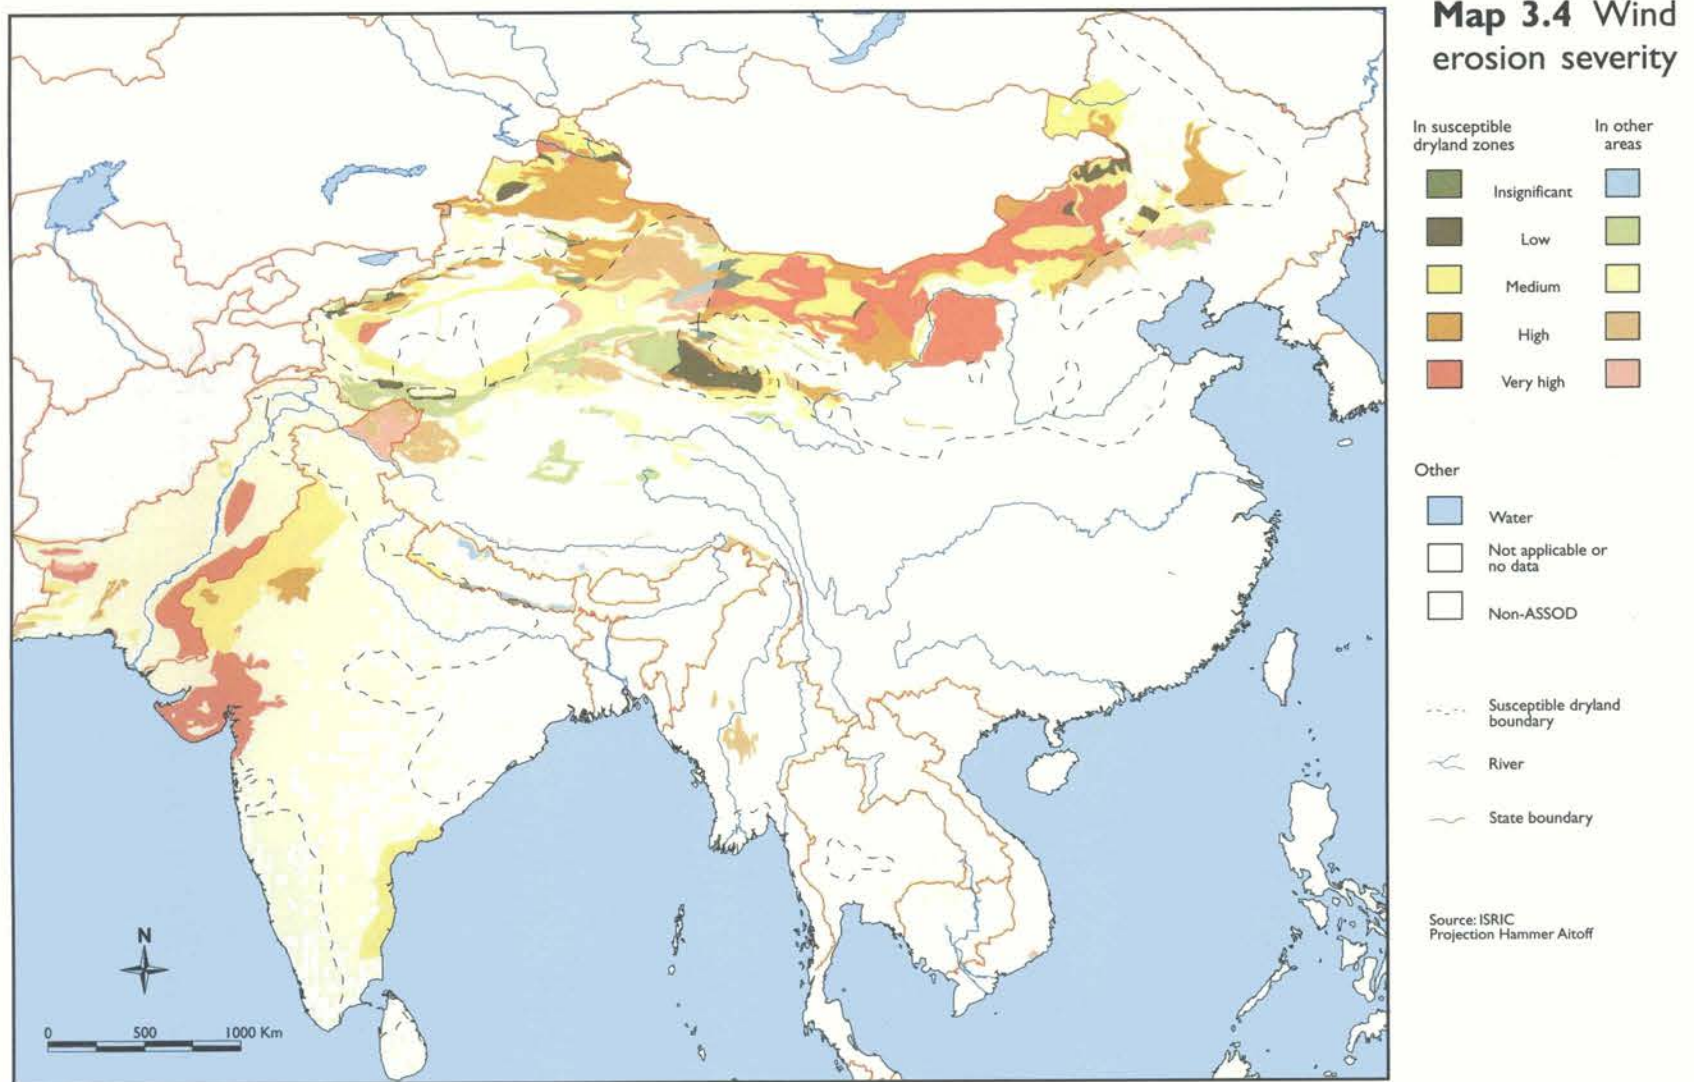 Map 3.4 Wind
erosion severity
In susceptible
dryland zones
In other
areas
Insignificant
Low
Medium
High
Very high
Other
Water
Not applicable or
no data
Non-ASSOD
Susceptible dryland
boundary
River
State boundary
Source: ISRIC
Projection Hammer Aitoff
N
0 500 1000 Km